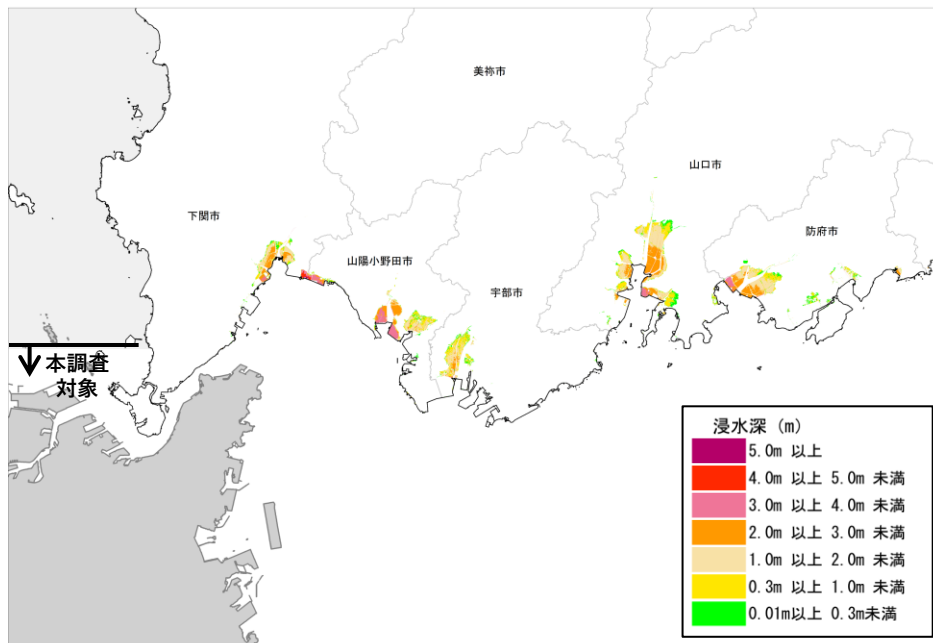 美祢市
山口市
下関市
防府市
山陽小野田市
宇部市
本調査
対象
浸水深 (m)
5.0m 以上
4.0m 以上 5.0m 未満
3.0m 以上 4.0m 未満
2.0m 以上 3.0m 未満
1.0m 以上 2.0m 未満
0.3m 以上 1.0m 未満
0.01m以上 0.3m未満